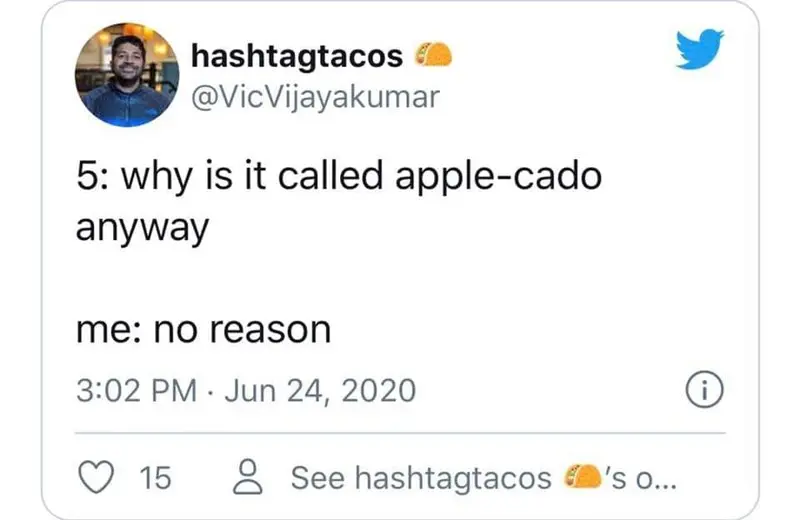 hashtagtacos 🌮
@VicVijayakumar
5: why is it called apple-cado
anyway
me: no reason
3:02 PM · Jun 24, 2020
15
See hashtagtacos 🌮's o...